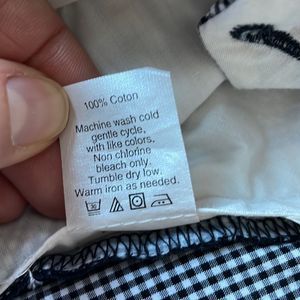 100% Coton
Machine wash cold
gentle cycle,
with like colors.
Non chlorine
bleach only.
Tumble dry low.
Warm iron as needed.